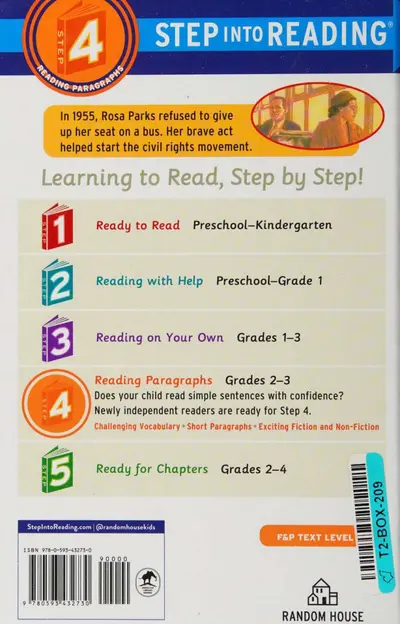 STEP 4
READING PARAGRAPHS
STEP INTO READING®
In 1955, Rosa Parks refused to give
up her seat on a bus. Her brave act
helped start the civil rights movement.
Learning to Read, Step by Step!
STEP 1 Ready to Read Preschool–Kindergarten
STEP 2 Reading with Help Preschool–Grade 1
STEP 3 Reading on Your Own Grades 1–3
STEP 4 Reading Paragraphs Grades 2–3
Does your child read simple sentences with confidence?
Newly independent readers are ready for Step 4.
Challenging Vocabulary • Short Paragraphs • Exciting Fiction and Non-Fiction
STEP 5 Ready for Chapters Grades 2–4
StepIntoReading.com | @randomhousekids
ISBN 978-0-593-43273-0
90000
9 780593 432730
F&P TEXT LEVEL
T2-BOX-209
RANDOM HOUSE